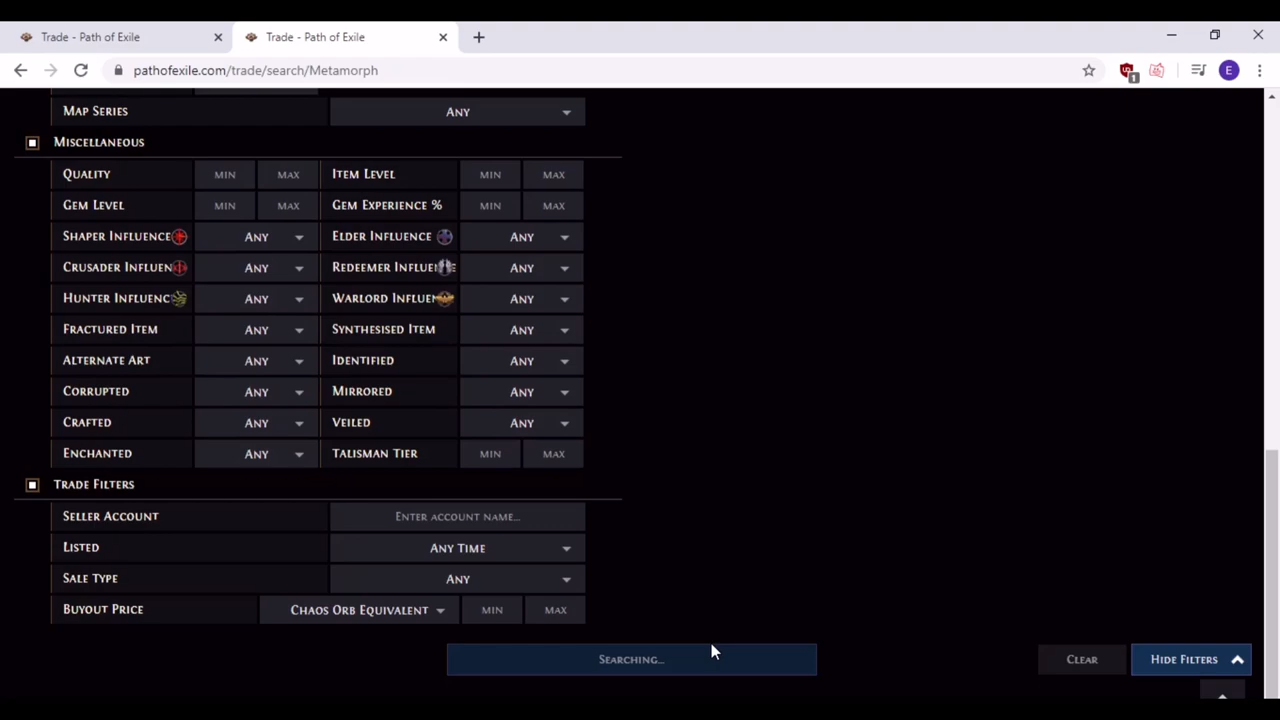 Trade - Path of Exile
Trade - Path of Exile
pathofexile.com/trade/search/Metamorph
1
E
MAP SERIES ANY
MISCELLANEOUS
QUALITY MIN MAX ITEM LEVEL MIN MAX
GEM LEVEL MIN MAX GEM EXPERIENCE % MIN MAX
SHAPER INFLUENCE ANY ELDER INFLUENCE ANY
CRUSADER INFLUEN ANY REDEEMER INFLUE ANY
HUNTER INFLUENC ANY WARLORD INFLUEN ANY
FRACTURED ITEM ANY SYNTHESISED ITEM ANY
ALTERNATE ART ANY IDENTIFIED ANY
CORRUPTED ANY MIRRORED ANY
CRAFTED ANY VEILED ANY
ENCHANTED ANY TALISMAN TIER MIN MAX
TRADE FILTERS
SELLER ACCOUNT ENTER ACCOUNT NAME...
LISTED ANY TIME
SALE TYPE ANY
BUYOUT PRICE CHAOS ORB EQUIVALENT MIN MAX
SEARCHING... CLEAR HIDE FILTERS